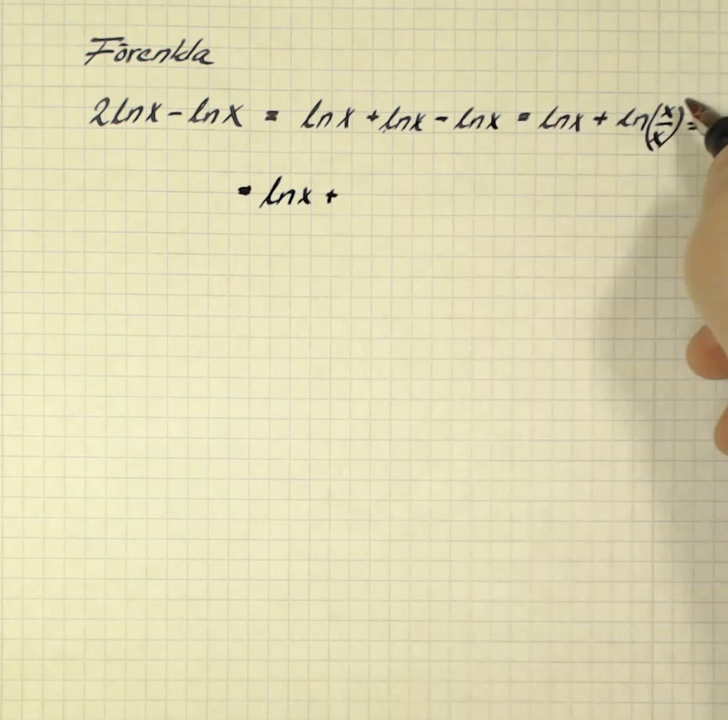 Förenkla
2lnx - lnx = lnx + lnx - lnx = lnx + ln(x/x) =
= lnx +